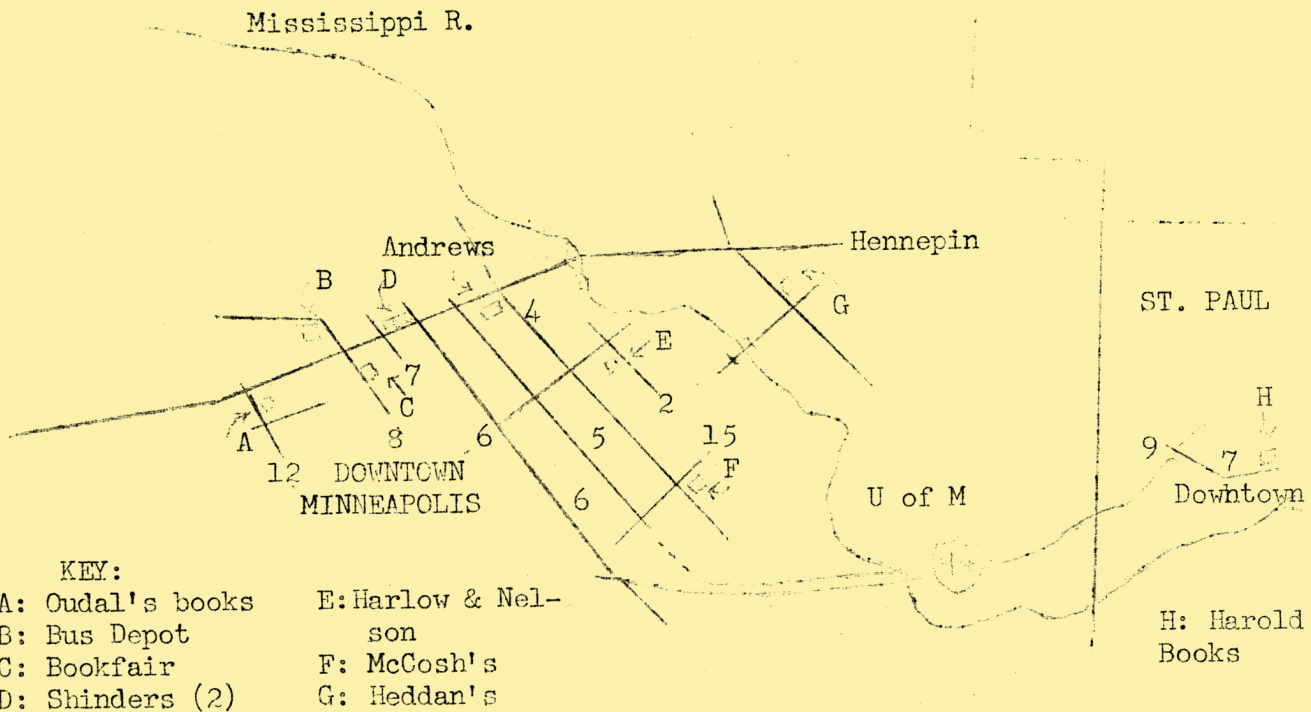 Mississippi R.
Andrews
Hennepin
B
D
G
ST. PAUL
4
E
7
C
2
H
A
8
6
5
15
9
7
12
DOWNTOWN
MINNEAPOLIS
F
6
U of M
Dowhtown
KEY:
A: Oudal's books
B: Bus Depot
C: Bookfair
D: Shinders (2)
E: Harlow & Nel-
son
F: McCosh's
G: Heddan's
H: Harold
Books